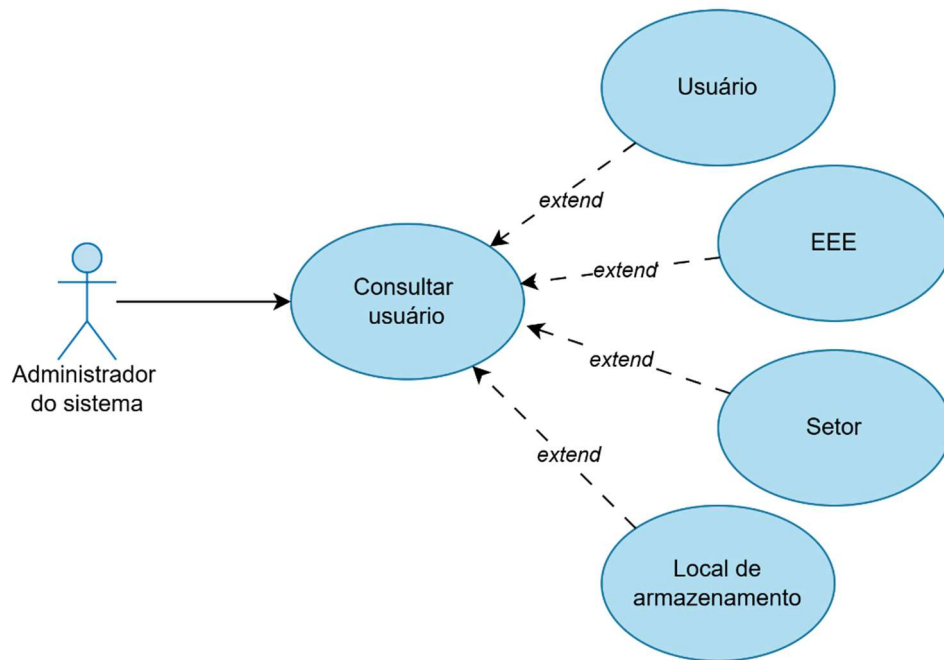 Usuário
extend
EEE
extend
Consultar
usuário
extend
Setor
Administrador
do sistema
extend
Local de
armazenamento